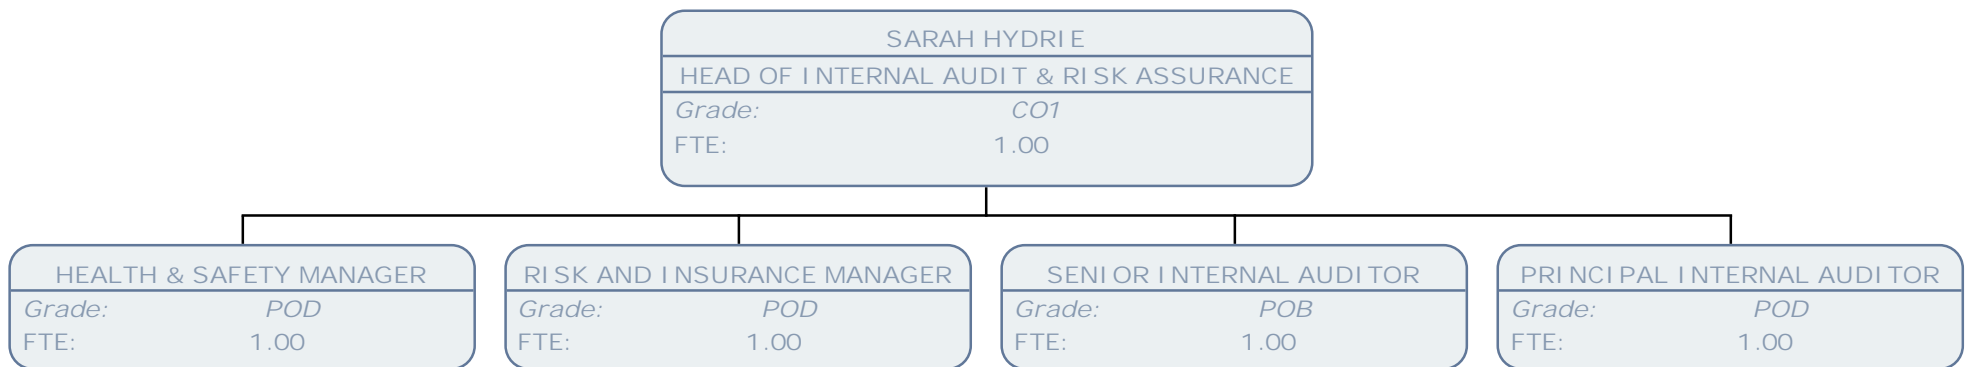 SARAH HYDRIE
HEAD OF INTERNAL AUDIT & RISK ASSURANCE
Grade: CO1
FTE: 1.00
HEALTH & SAFETY MANAGER
Grade: POD
FTE: 1.00
RISK AND INSURANCE MANAGER
Grade: POD
FTE: 1.00
SENIOR INTERNAL AUDITOR
Grade: POB
FTE: 1.00
PRINCIPAL INTERNAL AUDITOR
Grade: POD
FTE: 1.00